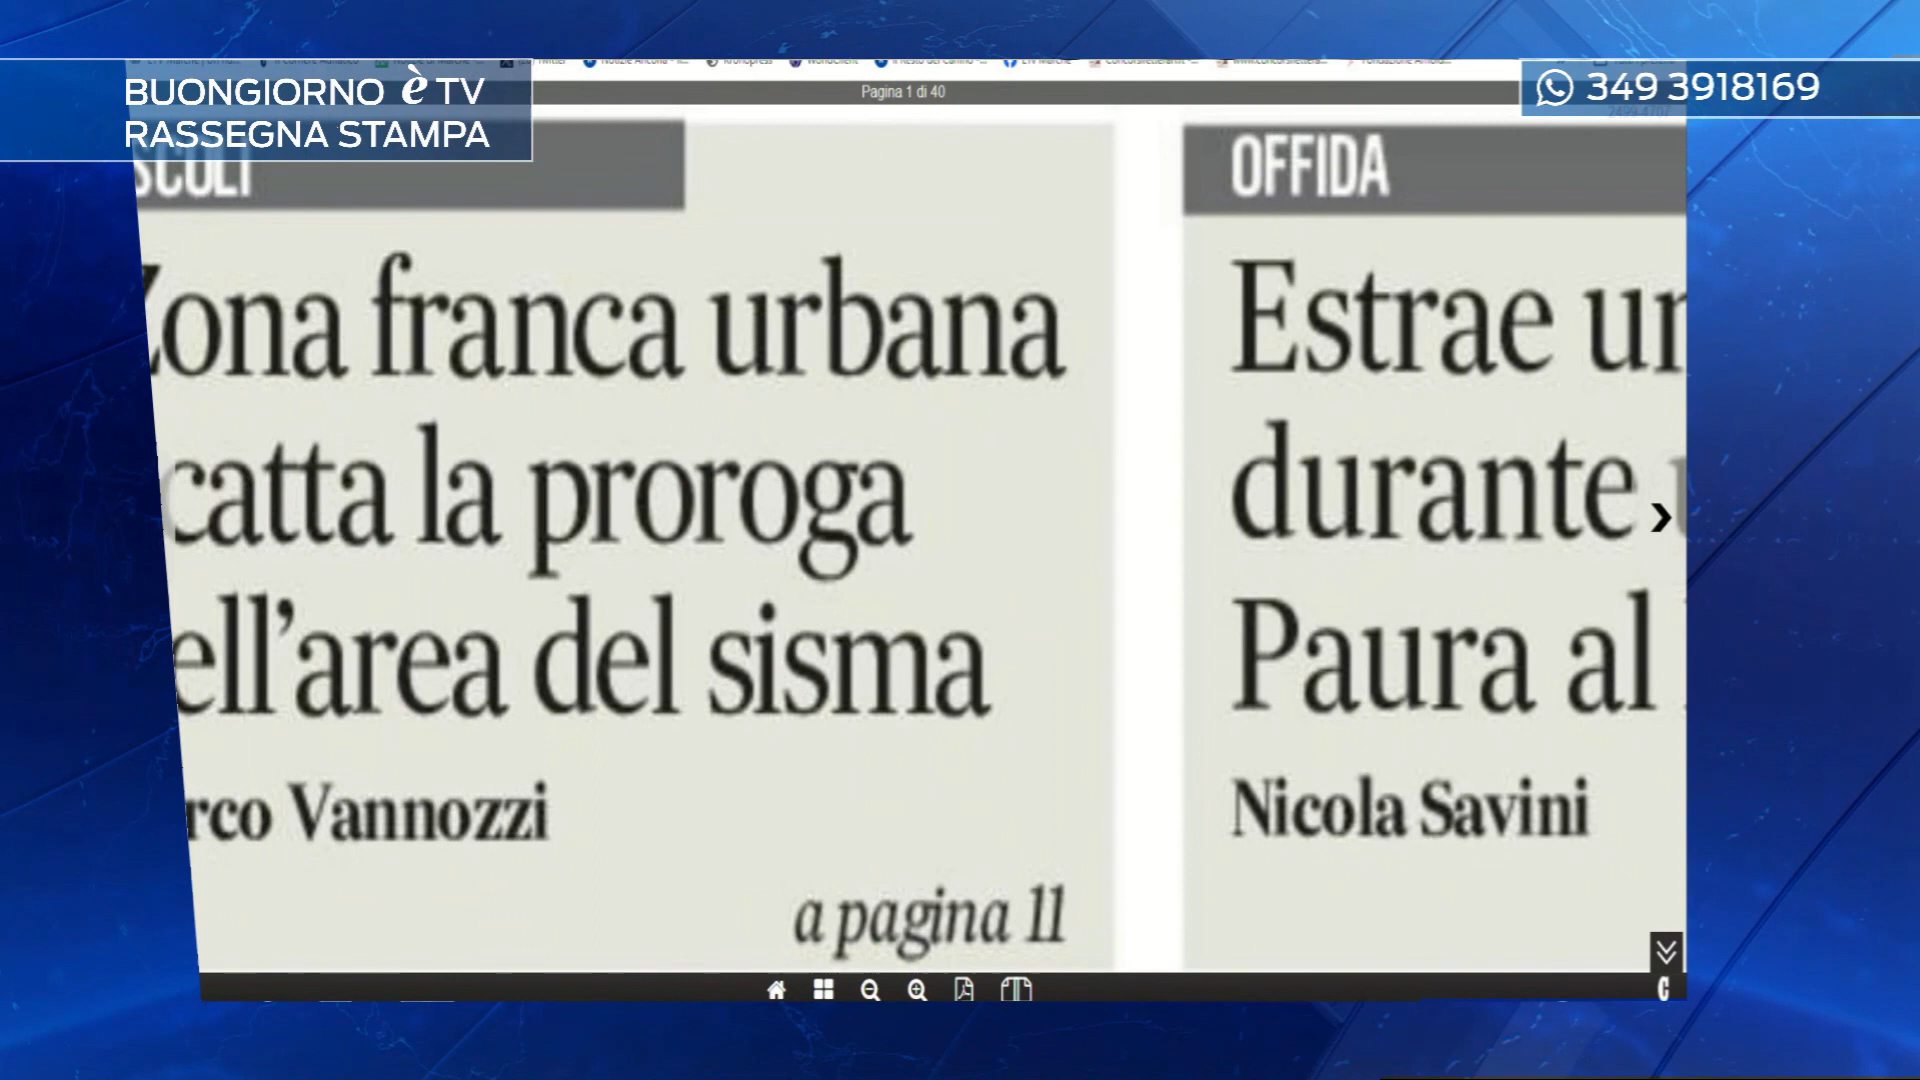 BUONGIORNO è TV
RASSEGNA STAMPA
349 3918169
Pagina 1 di 40
SCOLI
Zona franca urbana
catta la proroga
ell'area del sisma
rco Vannozzi
a pagina 11
OFFIDA
Estrae un
durante
Paura al
Nicola Savini